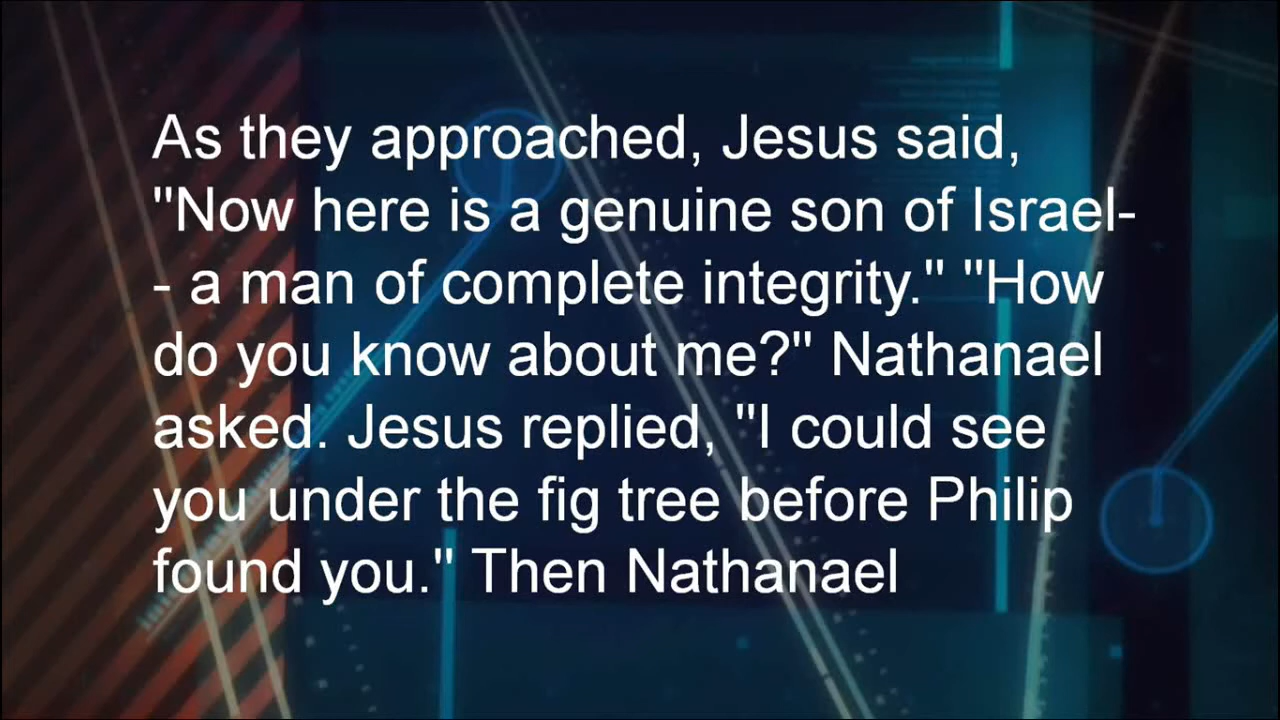 As they approached, Jesus said,
"Now here is a genuine son of Israel-
- a man of complete integrity." "How
do you know about me?" Nathanael
asked. Jesus replied, "I could see
you under the fig tree before Philip
found you." Then Nathanael